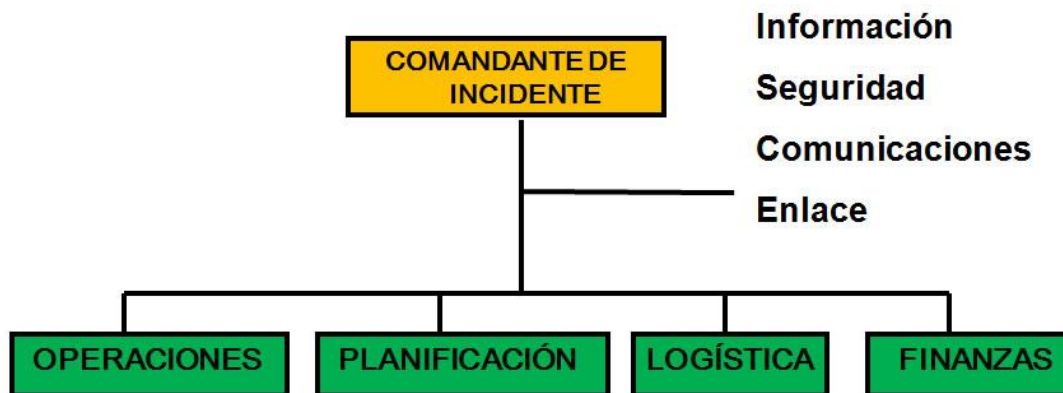 COMANDANTE DE
INCIDENTE
Información
Seguridad
Comunicaciones
Enlace
OPERACIONES
PLANIFICACIÓN
LOGÍSTICA
FINANZAS